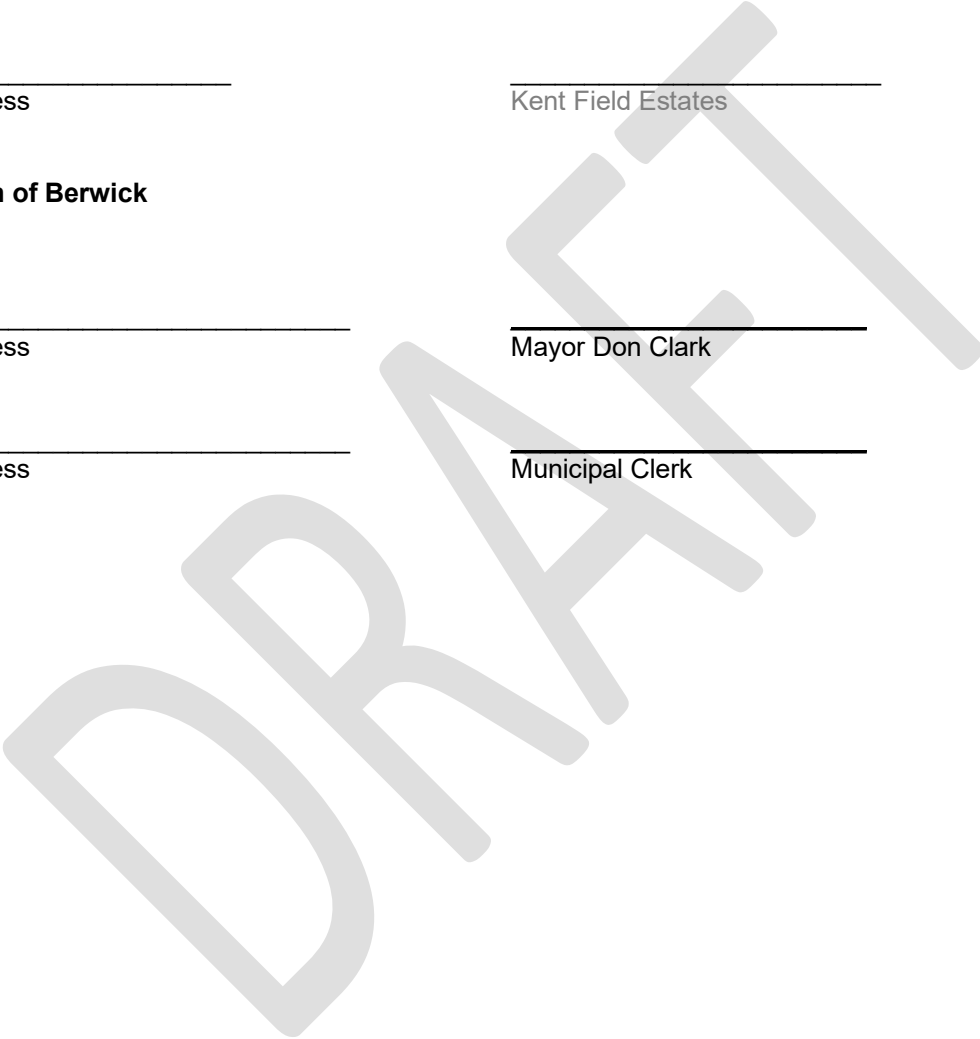 ess Kent Field Estates
n of Berwick
ess Mayor Don Clark
ess Municipal Clerk
DRAFT